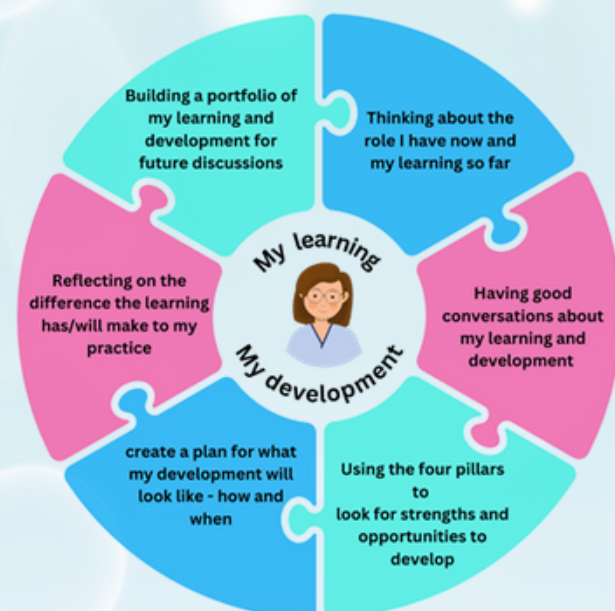 My learning
My development
Thinking about the
role I have now and
my learning so far
Having good
conversations about
my learning and
development
Using the four pillars
to
look for strengths and
opportunities to
develop
create a plan for what
my development will
look like - how and
when
Reflecting on the
difference the learning
has/will make to my
practice
Building a portfolio of
my learning and
development for
future discussions